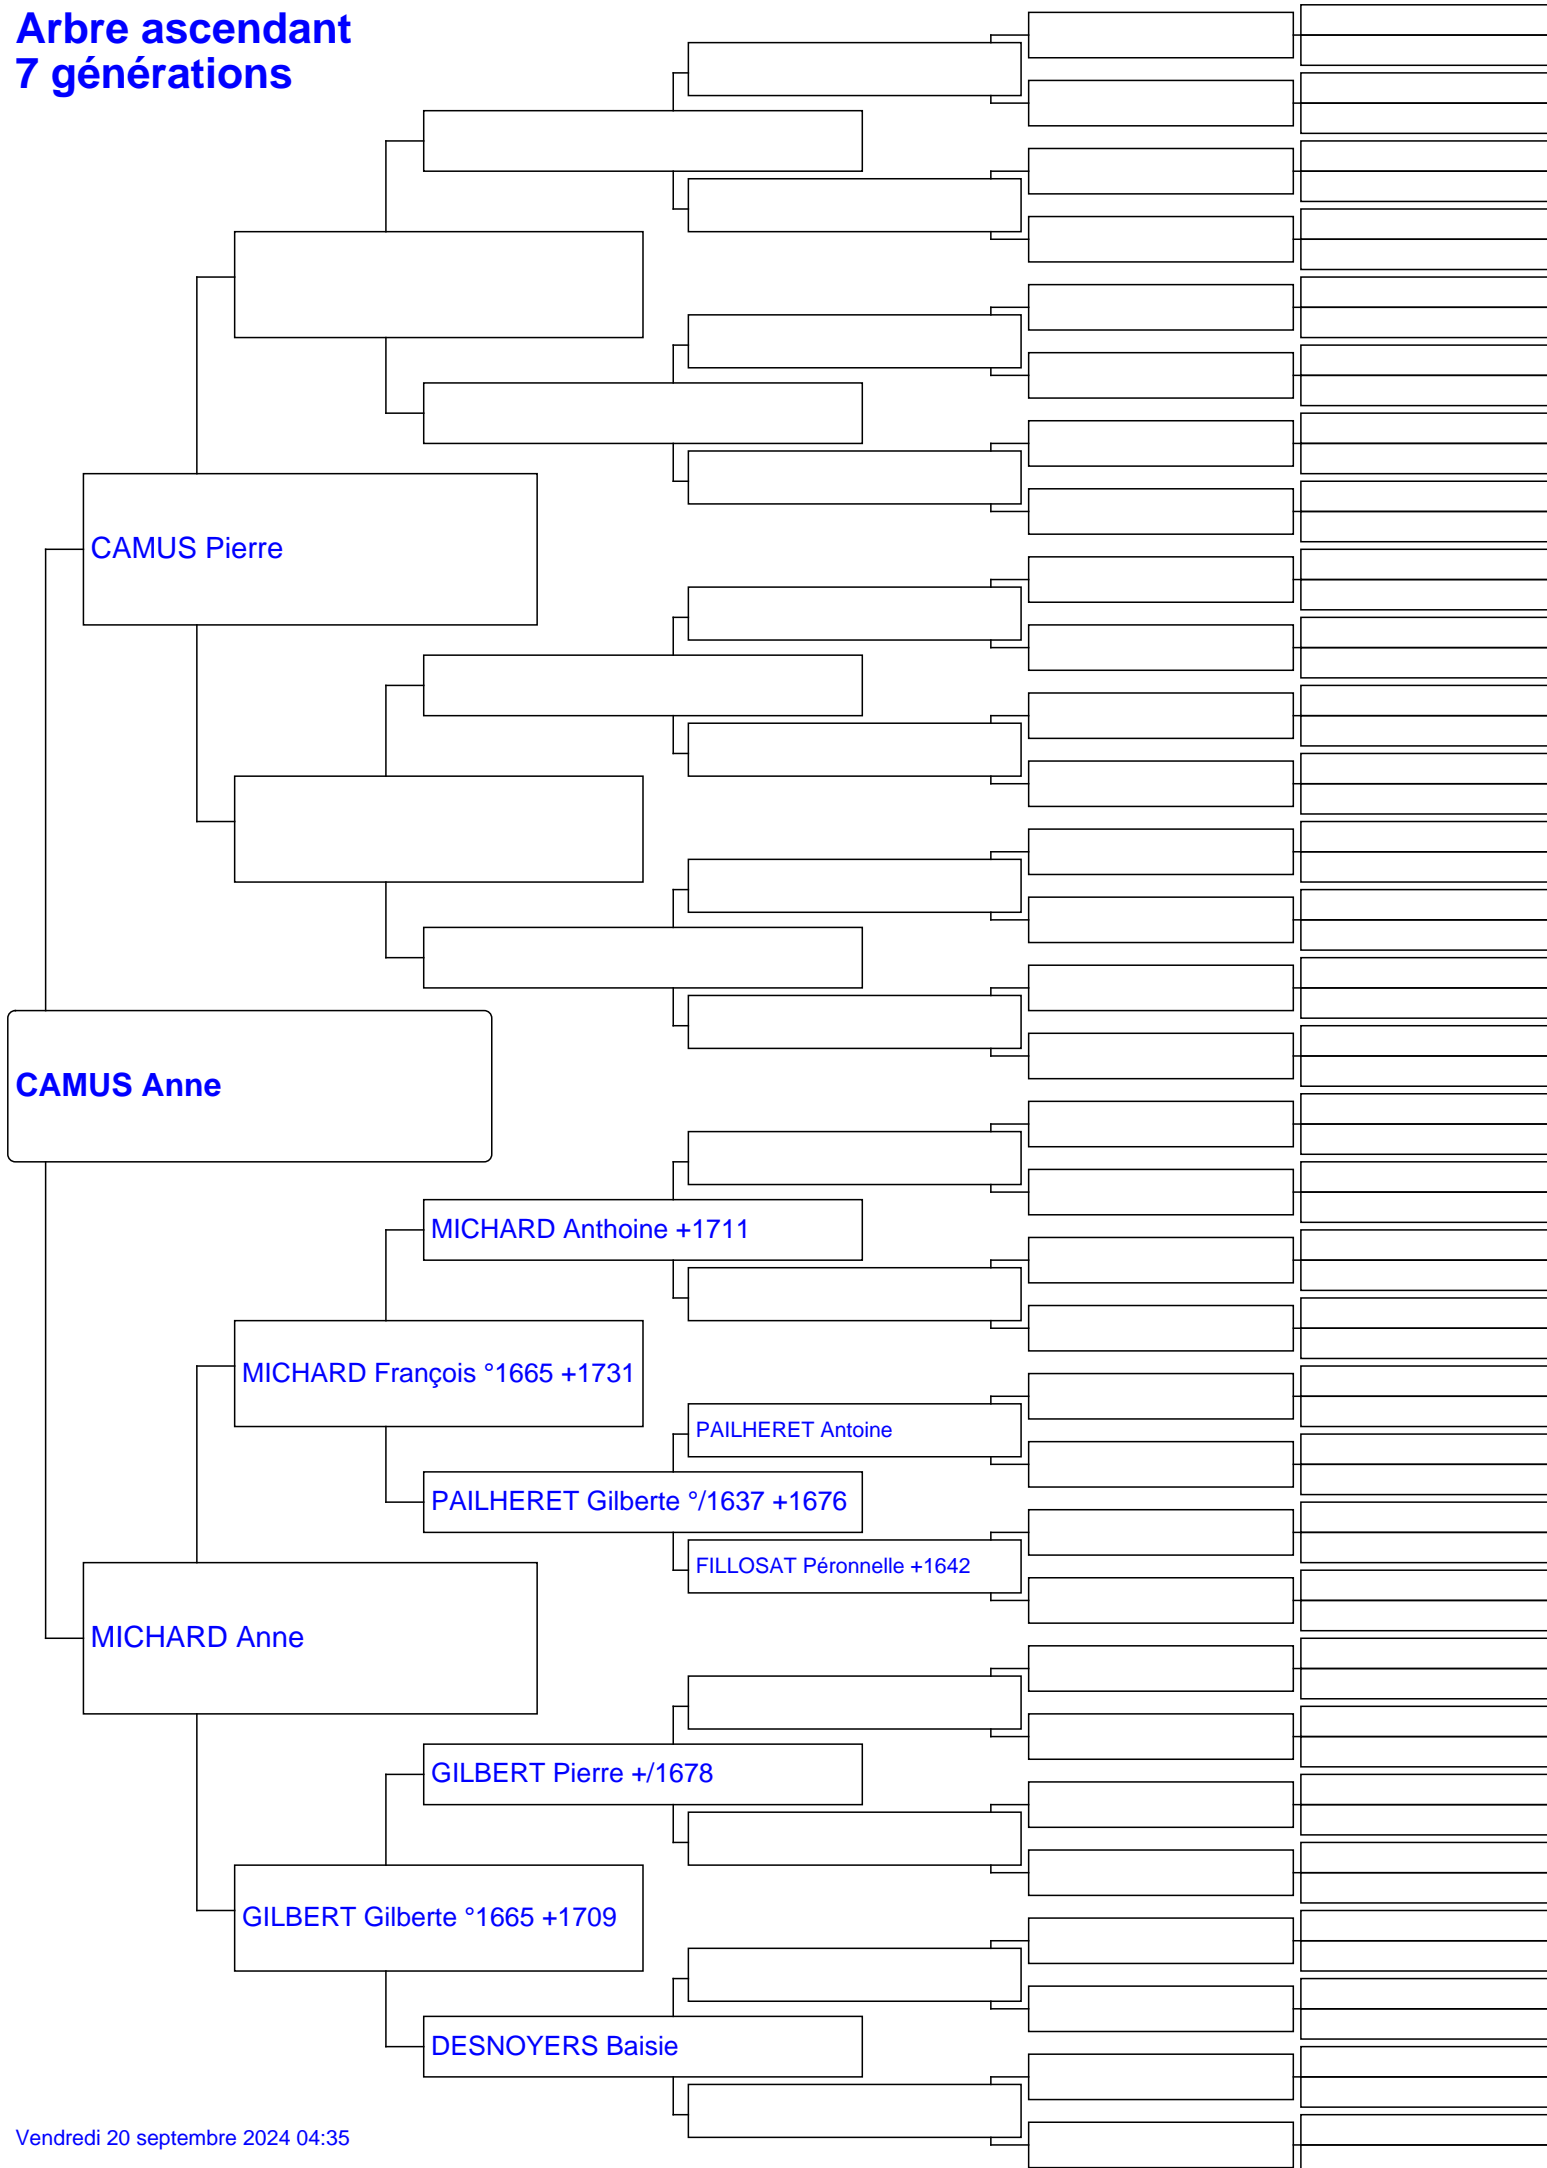 Arbre ascendant
7 générations
CAMUS Pierre
CAMUS Anne
MICHARD Anthoine +1711
MICHARD François °1665 +1731
PAILHERET Antoine
PAILHERET Gilberte °/1637 +1676
FILLOSAT Péronnelle +1642
MICHARD Anne
GILBERT Pierre +/1678
GILBERT Gilberte °1665 +1709
DESNOYERS Baisie
Vendredi 20 septembre 2024 04:35